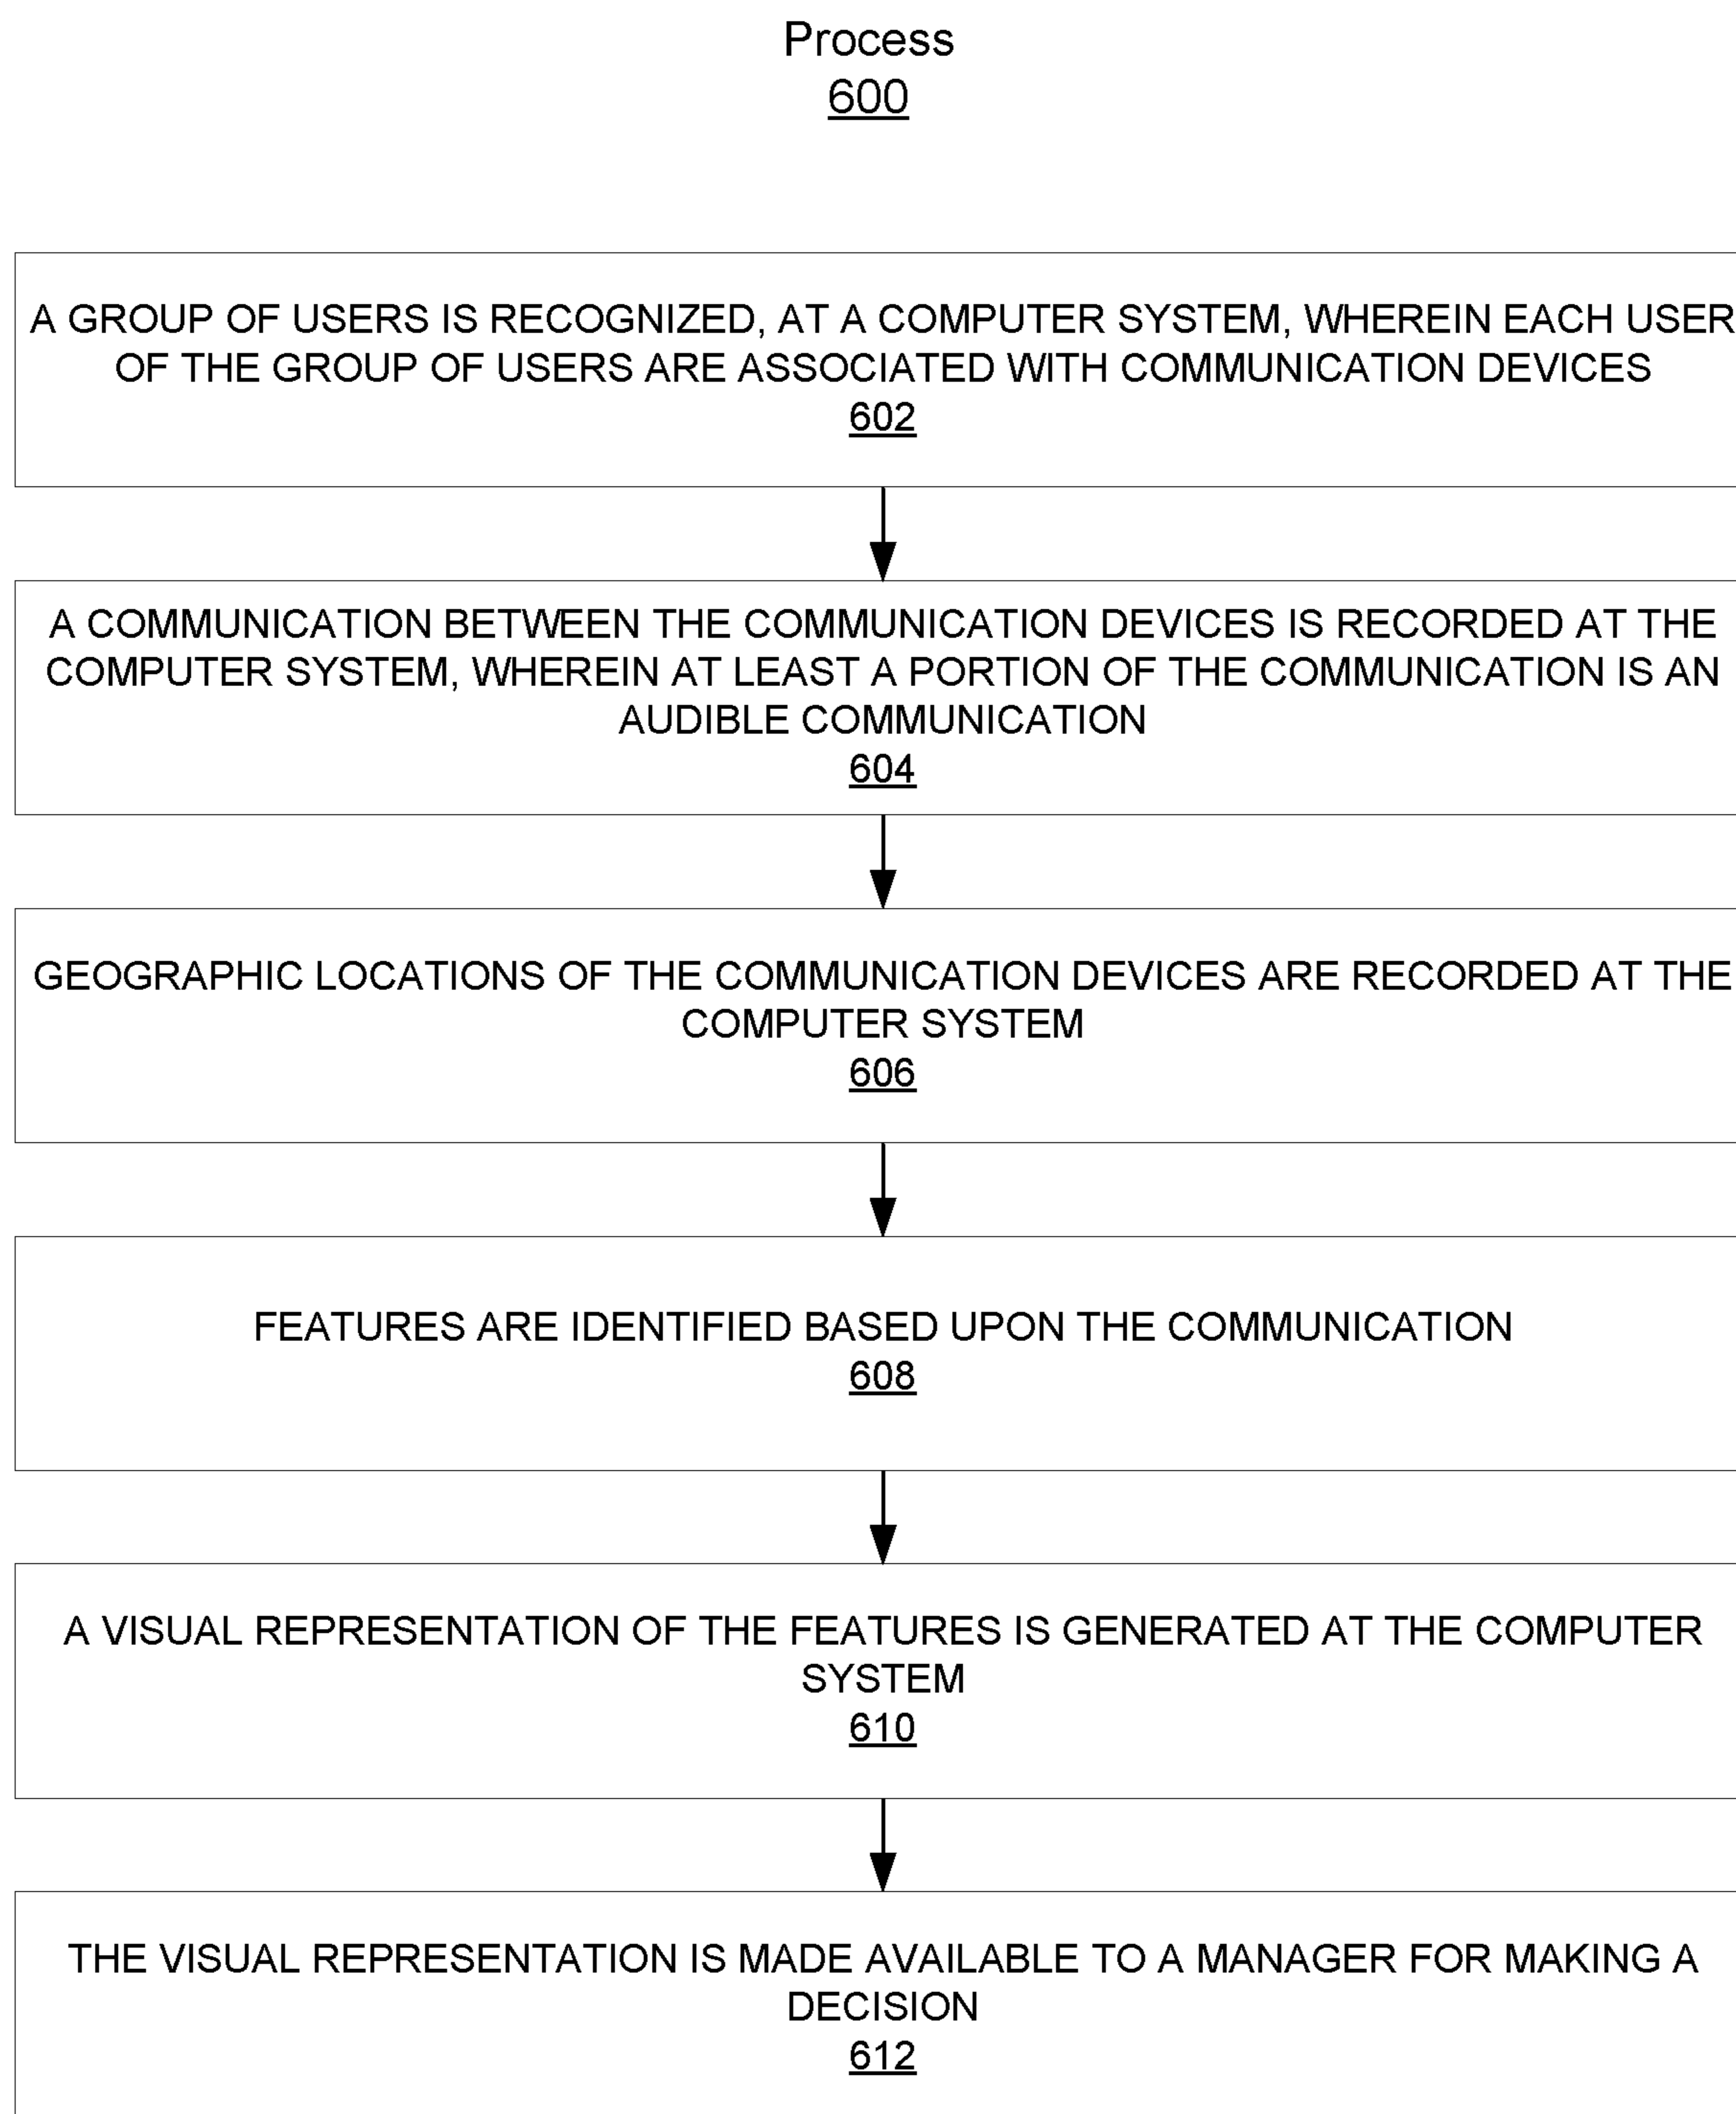 Process
600
A GROUP OF USERS IS RECOGNIZED, AT A COMPUTER SYSTEM, WHEREIN EACH USER
OF THE GROUP OF USERS ARE ASSOCIATED WITH COMMUNICATION DEVICES
602
A COMMUNICATION BETWEEN THE COMMUNICATION DEVICES IS RECORDED AT THE
COMPUTER SYSTEM, WHEREIN AT LEAST A PORTION OF THE COMMUNICATION IS AN
AUDIBLE COMMUNICATION
604
GEOGRAPHIC LOCATIONS OF THE COMMUNICATION DEVICES ARE RECORDED AT THE
COMPUTER SYSTEM
606
FEATURES ARE IDENTIFIED BASED UPON THE COMMUNICATION
608
A VISUAL REPRESENTATION OF THE FEATURES IS GENERATED AT THE COMPUTER
SYSTEM
610
THE VISUAL REPRESENTATION IS MADE AVAILABLE TO A MANAGER FOR MAKING A
DECISION
612